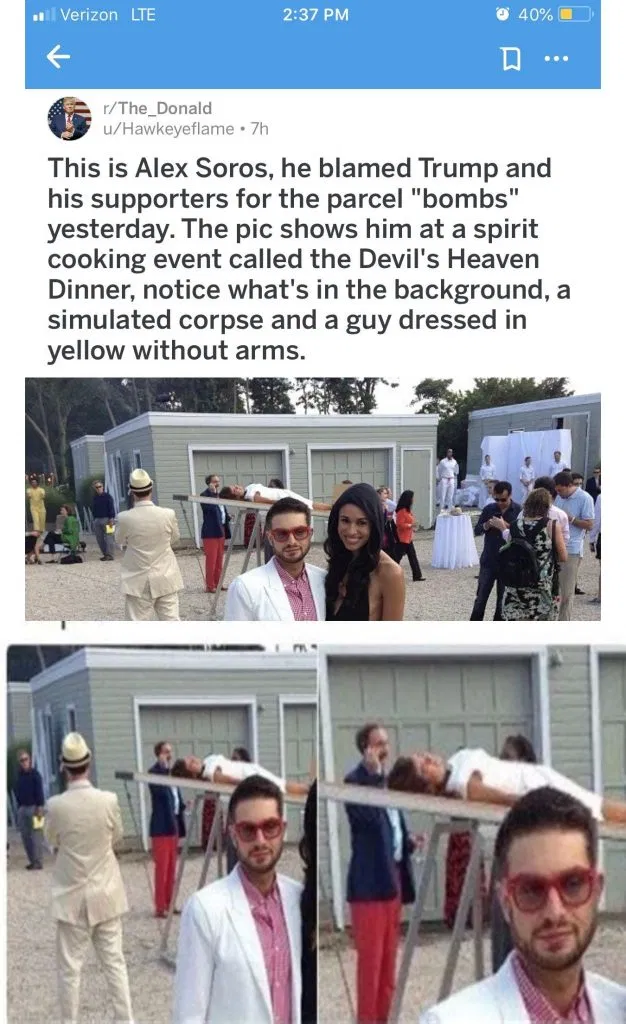 Verizon LTE 2:37 PM 40%
r/The_Donald
u/Hawkeyeflame • 7h
This is Alex Soros, he blamed Trump and
his supporters for the parcel "bombs"
yesterday. The pic shows him at a spirit
cooking event called the Devil's Heaven
Dinner, notice what's in the background, a
simulated corpse and a guy dressed in
yellow without arms.